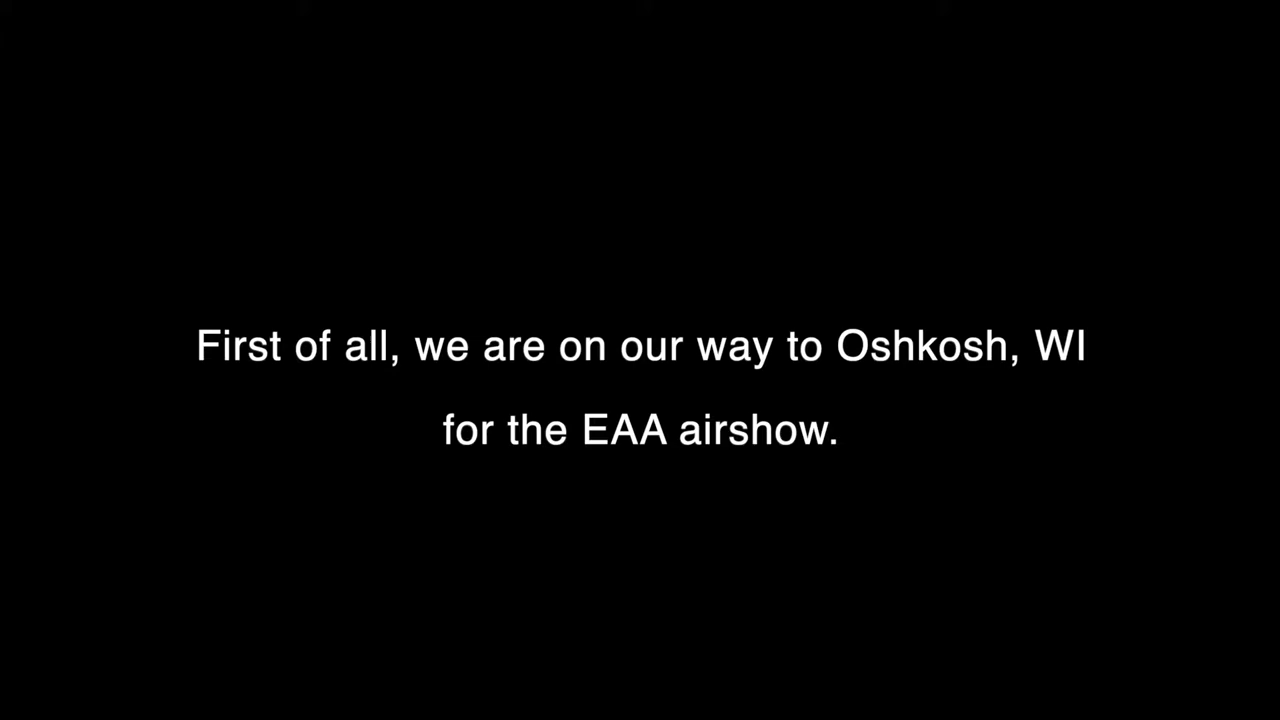 First of all, we are on our way to Oshkosh, WI
for the EAA airshow.